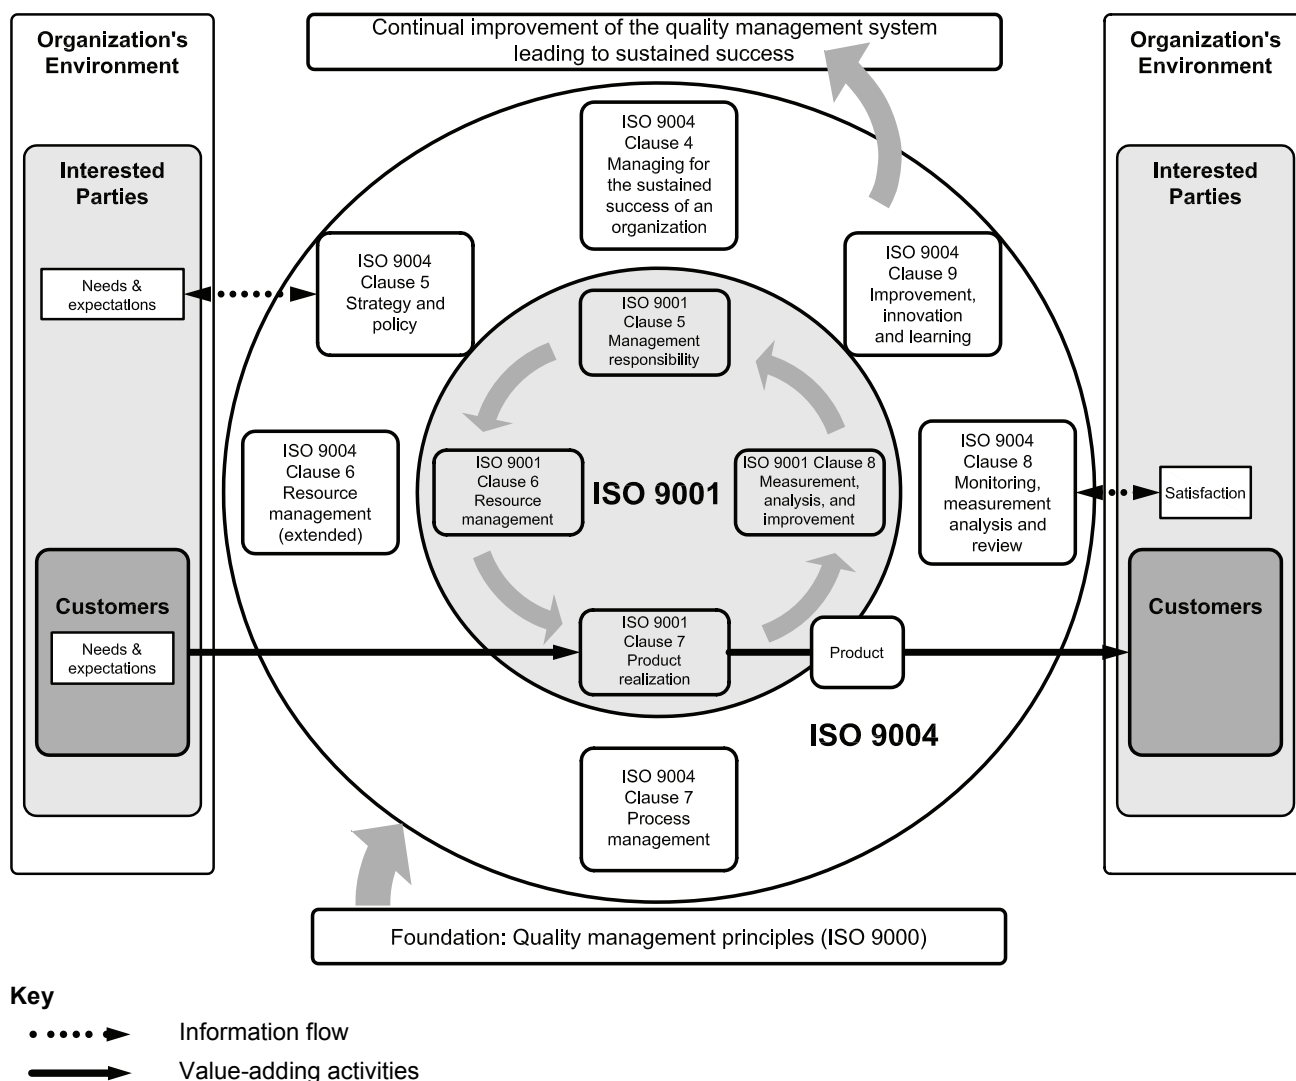 Continual improvement of the quality management system
leading to sustained success
Organization's
Environment
Interested
Parties
Needs &
expectations
Customers
Needs &
expectations
ISO 9004
Clause 4
Managing for
the sustained
success of an
organization
ISO 9004
Clause 5
Strategy and
policy
ISO 9004
Clause 9
Improvement,
innovation
and learning
ISO 9001
Clause 5
Management
responsibility
ISO 9004
Clause 6
Resource
management
(extended)
ISO 9001
Clause 6
Resource
management
ISO 9001
ISO 9001 Clause 8
Measurement,
analysis, and
improvement
ISO 9004
Clause 8
Monitoring,
measurement
analysis and
review
ISO 9001
Clause 7
Product
realization
Product
ISO 9004
ISO 9004
Clause 7
Process
management
Organization's
Environment
Interested
Parties
Satisfaction
Customers
Foundation: Quality management principles (ISO 9000)
Key
Information flow
Value-adding activities